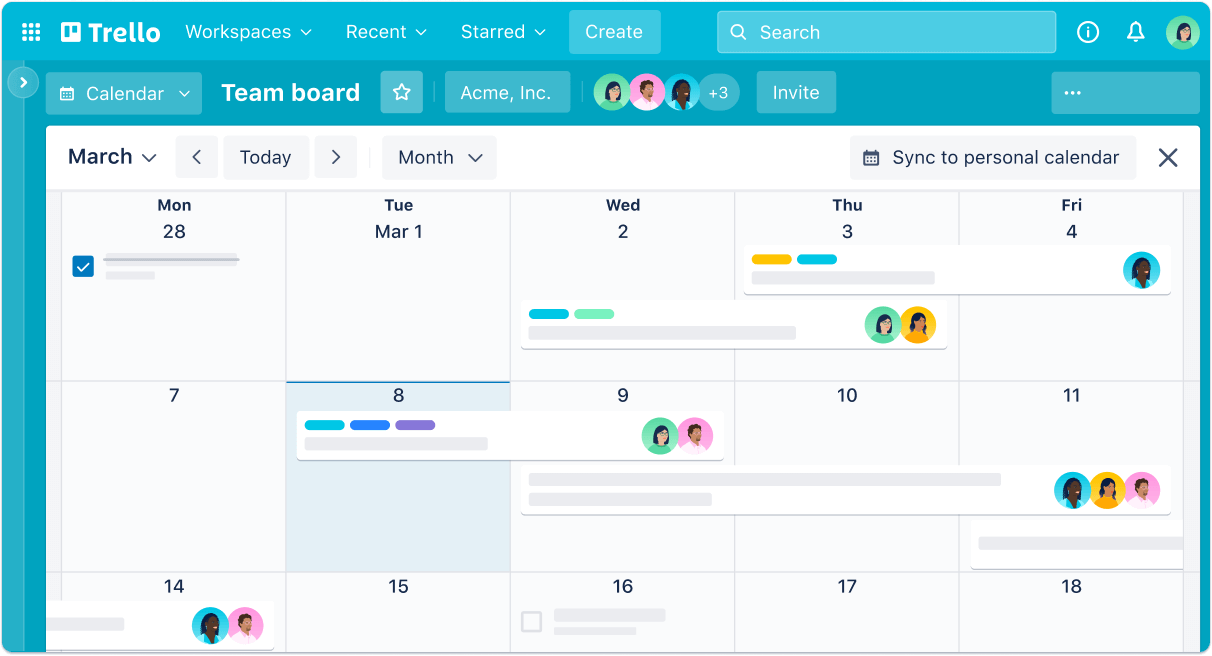 Trello Workspaces Recent Starred Create Search
Calendar Team board Acme, Inc. +3 Invite
March Today Month Sync to personal calendar
Mon Tue Wed Thu Fri
28 Mar 1 2 3 4
7 8 9 10 11
14 15 16 17 18